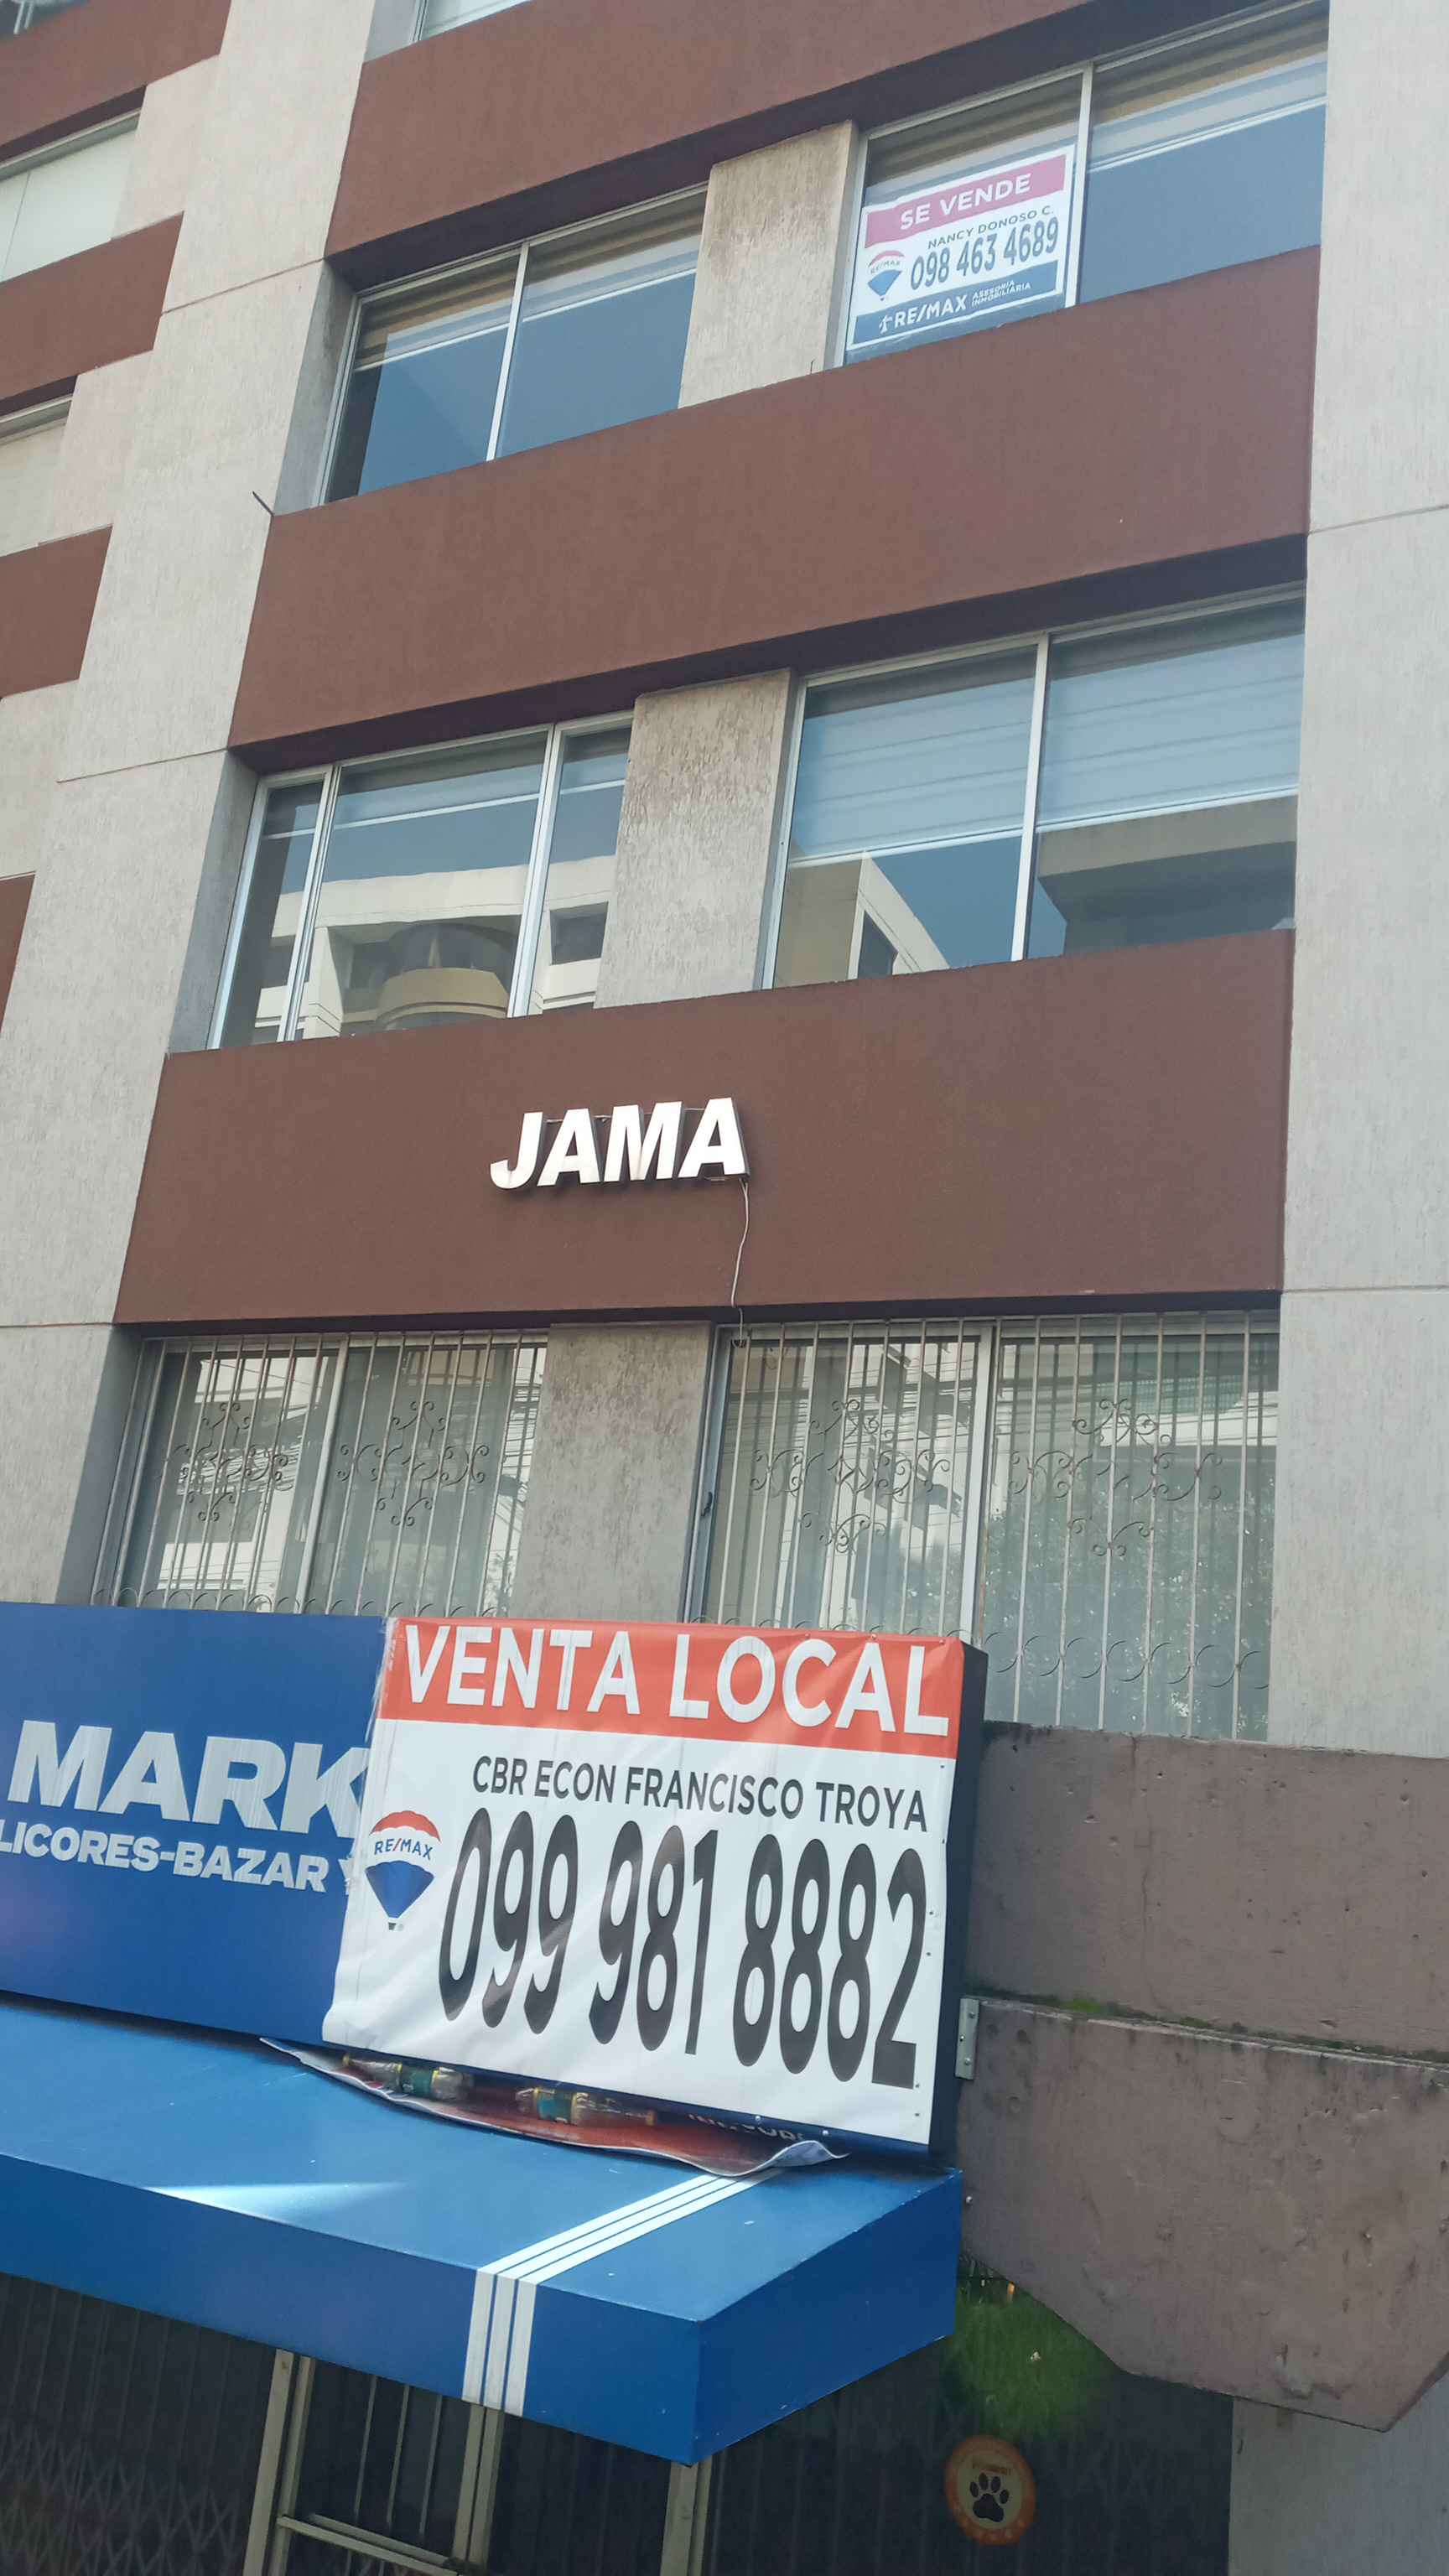 SE VENDE
NANCY DONOSO C.
098 463 4689
RE/MAX
RE/MAX ASESORÍA
INMOBILIARIA
JAMA
VENTA LOCAL
CBR ECON FRANCISCO TROYA
099 981 8882
RE/MAX
MARK
LICORES-BAZAR Y